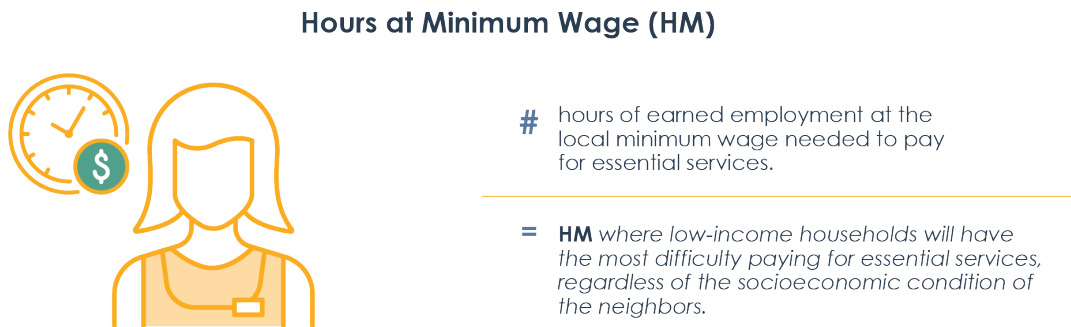 Hours at Minimum Wage (HM)
$
# hours of earned employment at the
local minimum wage needed to pay
for essential services.
= HM where low-income households will have
the most difficulty paying for essential services,
regardless of the socioeconomic condition of
the neighbors.